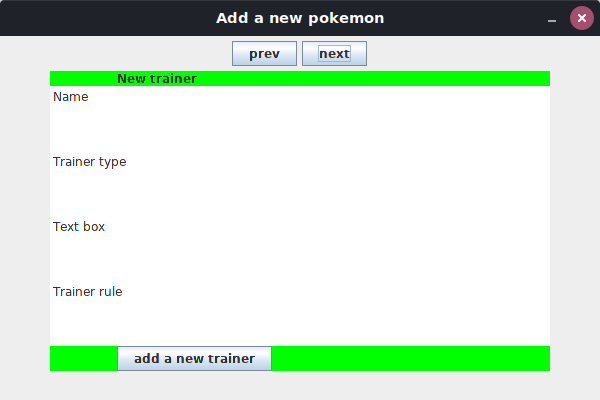 Add a new pokemon
prev next
New trainer
Name
Trainer type
Text box
Trainer rule
add a new trainer